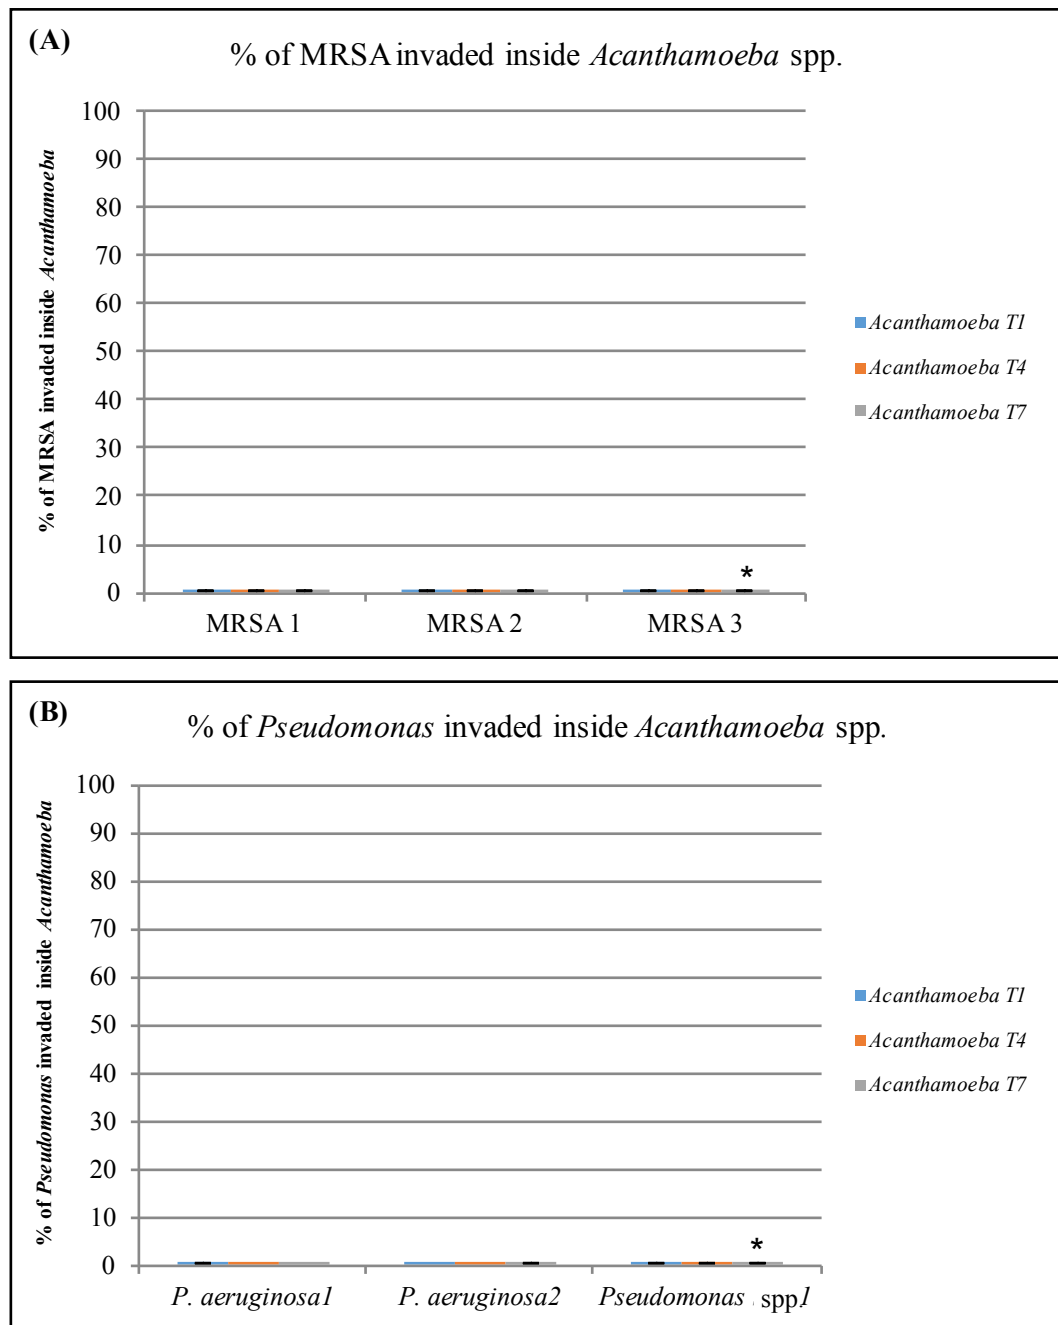 (A)
% of MRSA invaded inside Acanthamoeba spp.
% of MRSA invaded inside Acanthamoeba
100
90
80
70
60
50
40
30
20
10
0
*
MRSA 1
MRSA 2
MRSA 3
Acanthamoeba T1
Acanthamoeba T4
Acanthamoeba T7
(B)
% of Pseudomonas invaded inside Acanthamoeba spp.
% of Pseudomonas invaded inside Acanthamoeba
100
90
80
70
60
50
40
30
20
10
0
*
P. aeruginosa1
P. aeruginosa2
Pseudomonas spp.1
Acanthamoeba T1
Acanthamoeba T4
Acanthamoeba T7